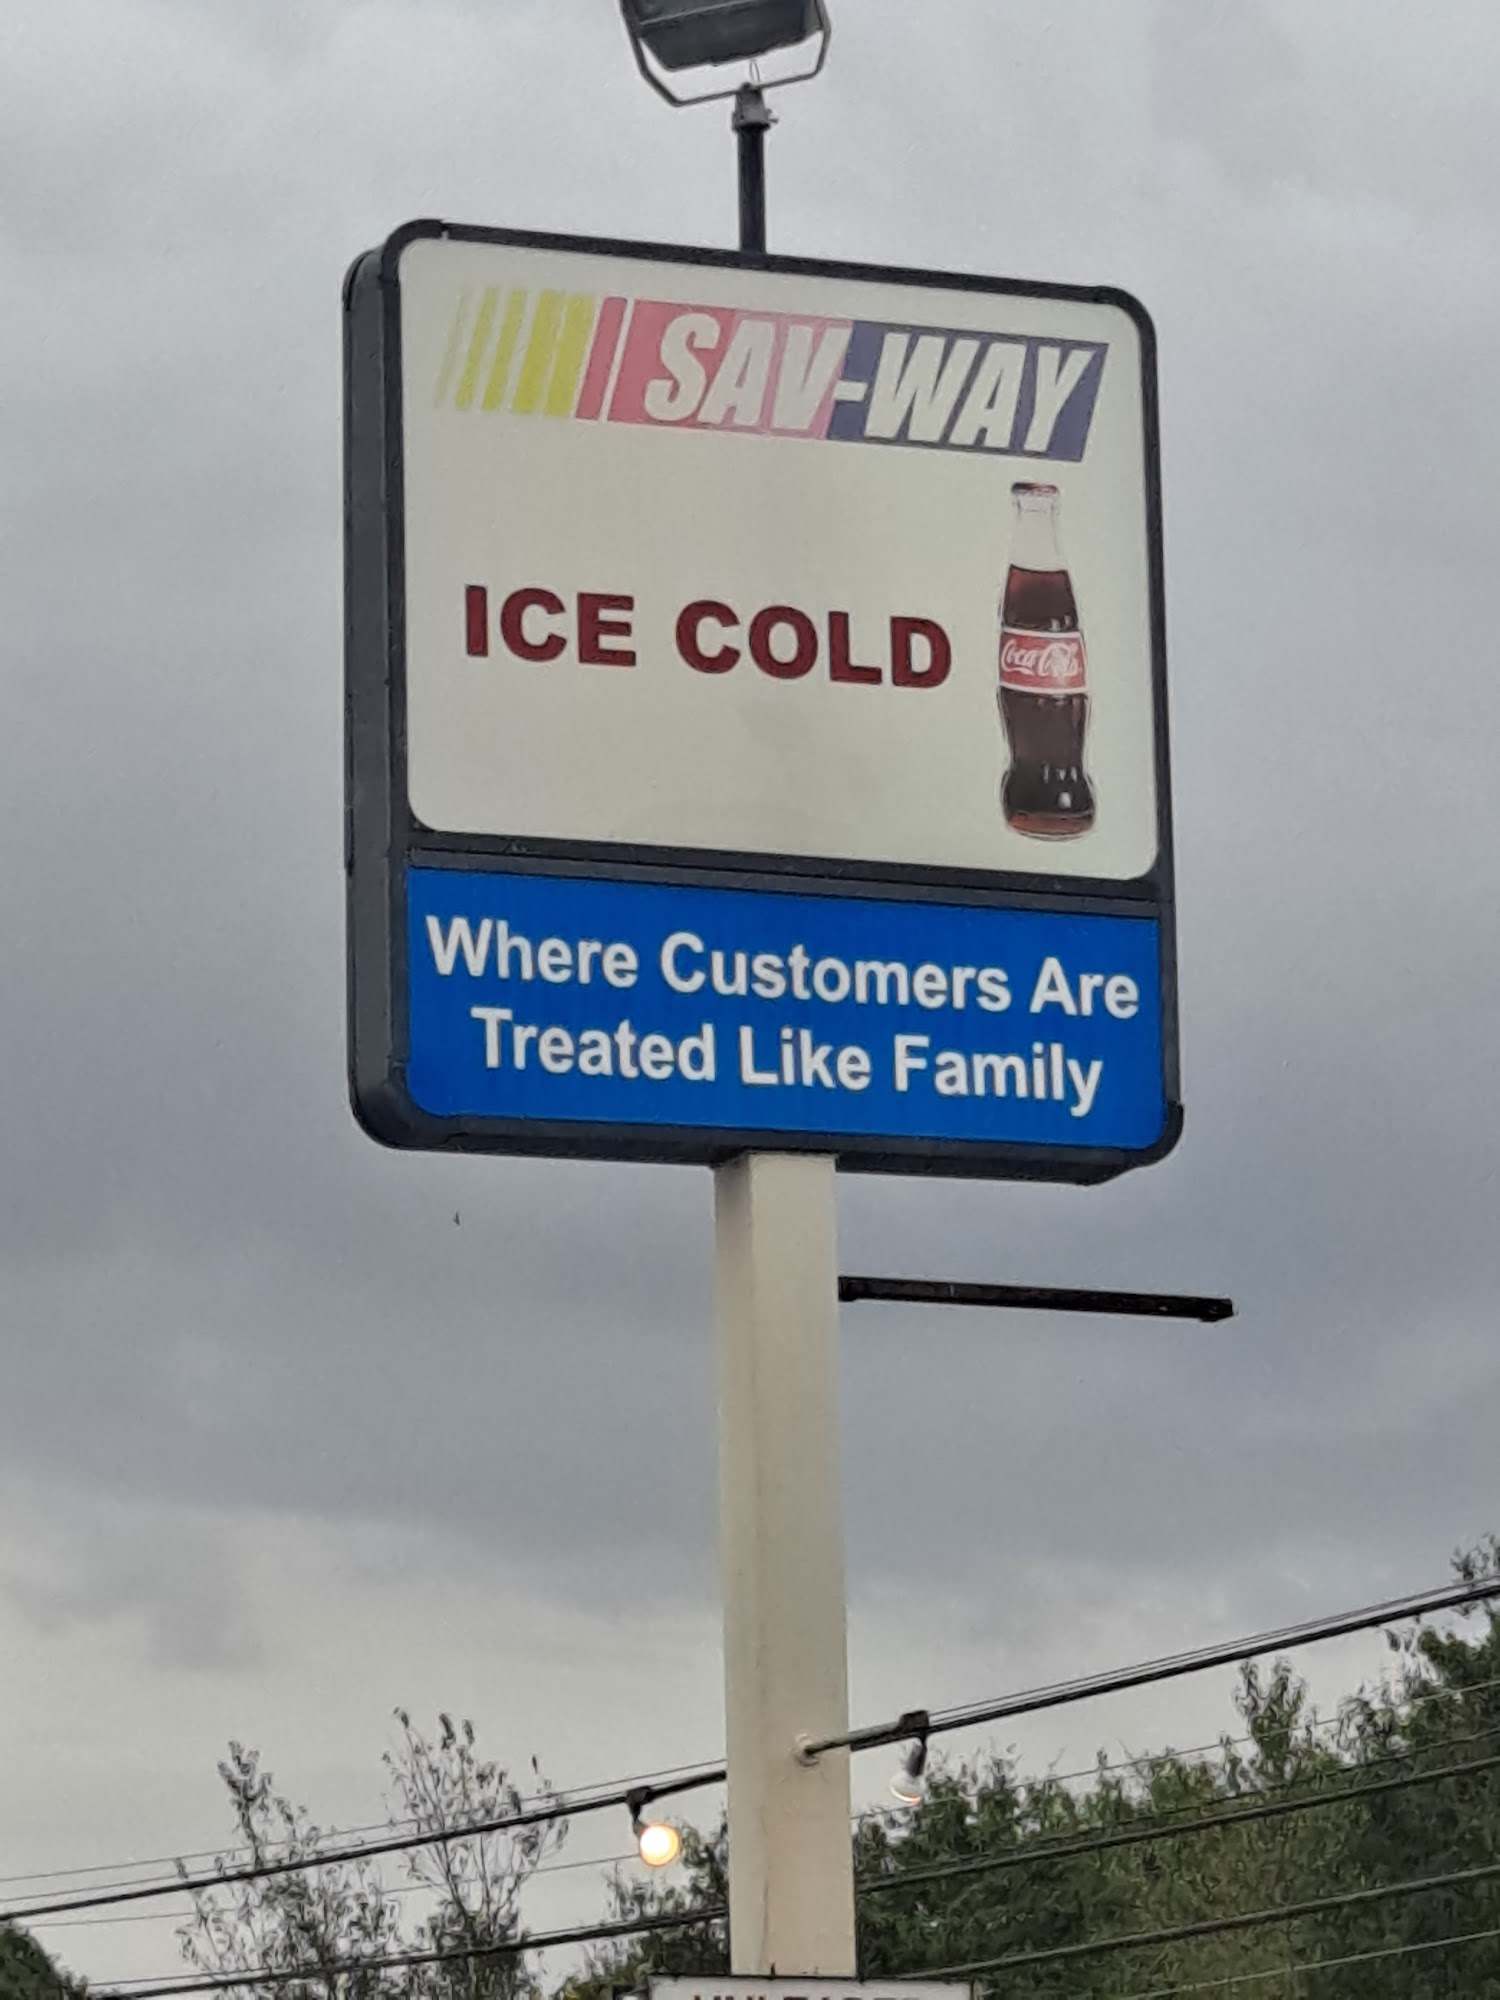 SAV-WAY
ICE COLD
Coca-Cola
Where Customers Are
Treated Like Family